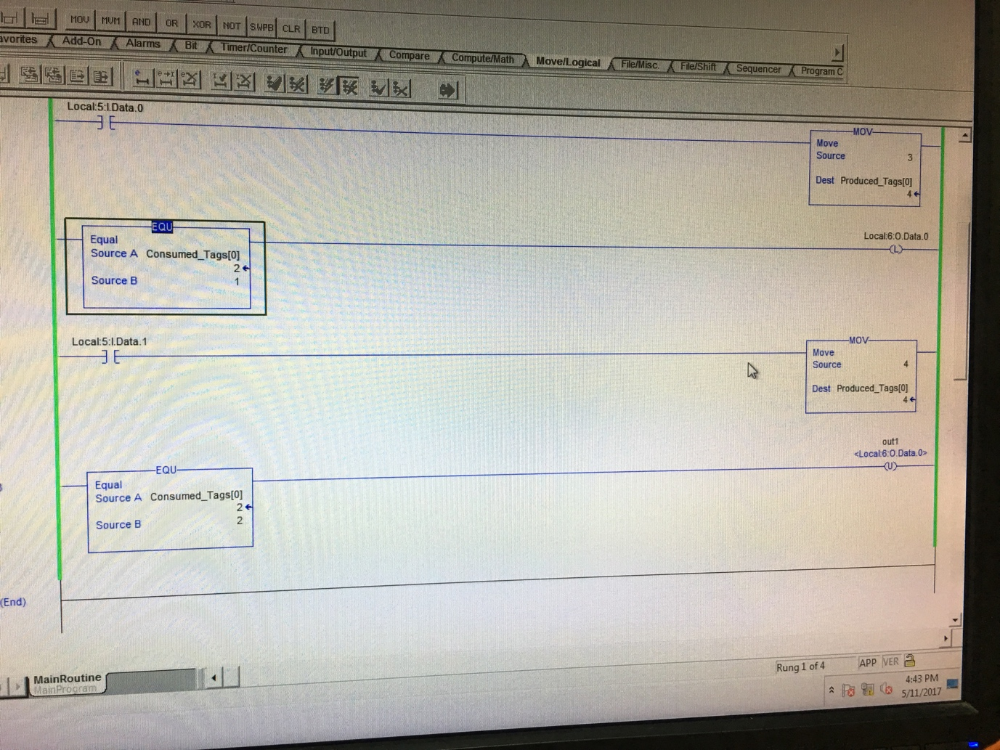 MOV MVM AND OR XOR NOT SWPB CLR BTD
avorites Add-On Alarms Bit Timer/Counter Input/Output Compare Compute/Math Move/Logical File/Misc. File/Shift Sequencer Program C
Local:5:I.Data.0
MOV
Move
Source 3
Dest Produced_Tags[0]
4
EQU
Equal
Source A Consumed_Tags[0]
2
Source B 1
Local:6:O.Data.0
L
Local:5:I.Data.1
MOV
Move
Source 4
Dest Produced_Tags[0]
4
EQU
Equal
Source A Consumed_Tags[0]
2
Source B 2
out1
<Local:6:O.Data.0>
U
(End)
MainRoutine
MainProgram
Rung 1 of 4 APP VER
4:43 PM
5/11/2017